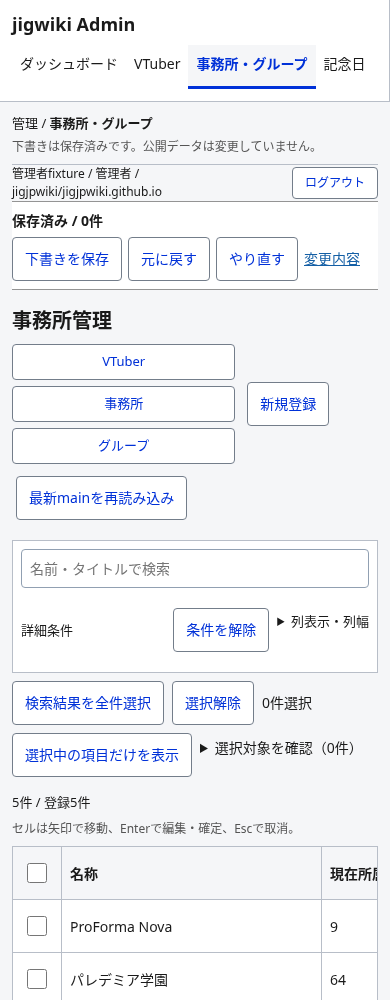 jigwiki Admin
ダッシュボード VTuber 事務所・グループ 記念日
管理 / 事務所・グループ
下書きは保存済みです。公開データは変更していません。
管理者fixture / 管理者 /
jigjpwiki/jigjpwiki.github.io
ログアウト
保存済み / 0件
下書きを保存 元に戻す やり直す 変更内容
事務所管理
VTuber
事務所
グループ
新規登録
最新mainを再読み込み
名前・タイトルで検索
詳細条件 条件を解除 ▶ 列表示・列幅
検索結果を全件選択 選択解除 0件選択
選択中の項目だけを表示 ▶ 選択対象を確認（0件）
5件 / 登録5件
セルは矢印で移動、Enterで編集・確定、Escで取消。
名称 現在所
ProForma Nova 9
パレデミア学園 64